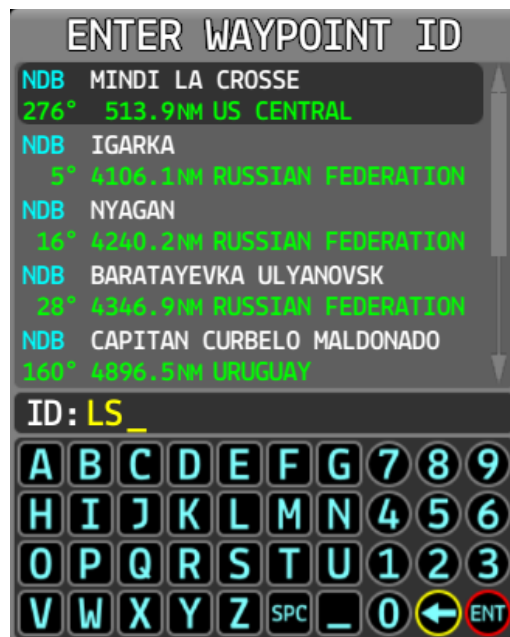 ENTER WAYPOINT ID
NDB MINDI LA CROSSE
276° 513.9NM US CENTRAL
NDB IGARKA
5° 4106.1NM RUSSIAN FEDERATION
NDB NYAGAN
16° 4240.2NM RUSSIAN FEDERATION
NDB BARATAYEVKA ULYANOVSK
28° 4346.9NM RUSSIAN FEDERATION
NDB CAPITAN CURBELO MALDONADO
160° 4896.5NM URUGUAY
ID:LS_
A B C D E F G 7 8 9
H I J K L M N 4 5 6
O P Q R S T U 1 2 3
V W X Y Z SPC _ 0 ← ENT